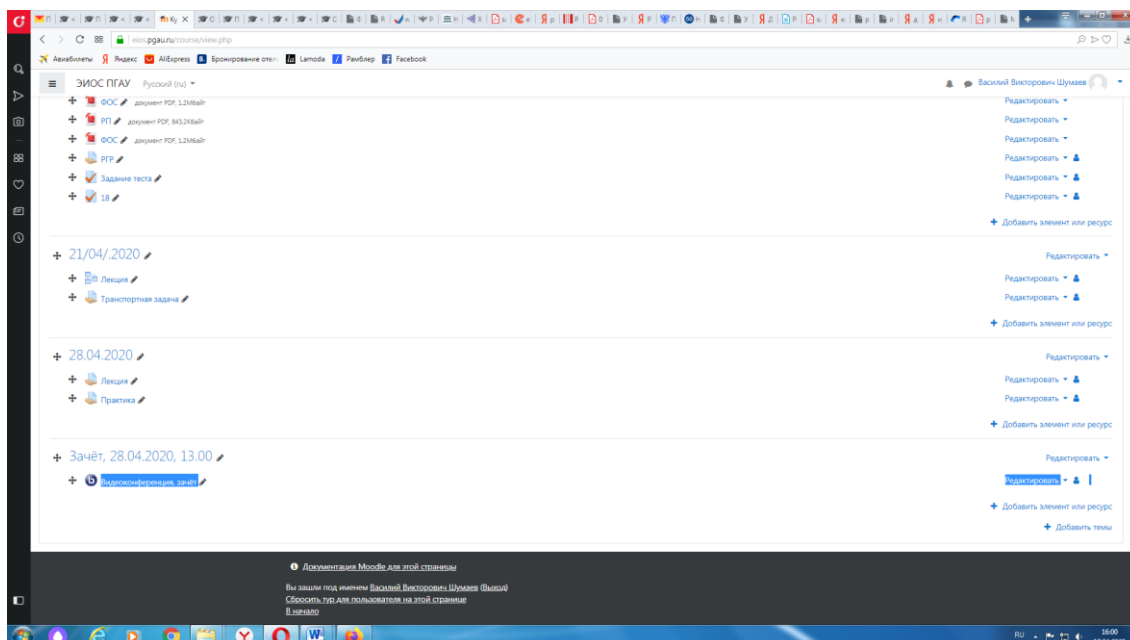 eios.pgau.ru/course/view.php
Авиабилеты Яндекс AliExpress Бронирование отел Lamoda Рамблер Facebook
ЭИОС ПГАУ Русский (ru) Василий Викторович Шумаев
ФОС документ PDF, 1.2Мбайт Редактировать
РП документ PDF, 843.2Кбайт Редактировать
ФОС документ PDF, 1.2Мбайт Редактировать
РГР Редактировать
Задание теста Редактировать
18 Редактировать
+ Добавить элемент или ресурс
21/04/.2020 Редактировать
Лекция Редактировать
Транспортная задача Редактировать
+ Добавить элемент или ресурс
28.04.2020 Редактировать
Лекция Редактировать
Практика Редактировать
+ Добавить элемент или ресурс
Зачёт, 28.04.2020, 13.00 Редактировать
Видеоконференция, зачёт Редактировать
+ Добавить элемент или ресурс
+ Добавить темы
Документация Moodle для этой страницы
Вы зашли под именем Василий Викторович Шумаев (Выход)
Сбросить тур для пользователя на этой странице
В начало
RU 16:00